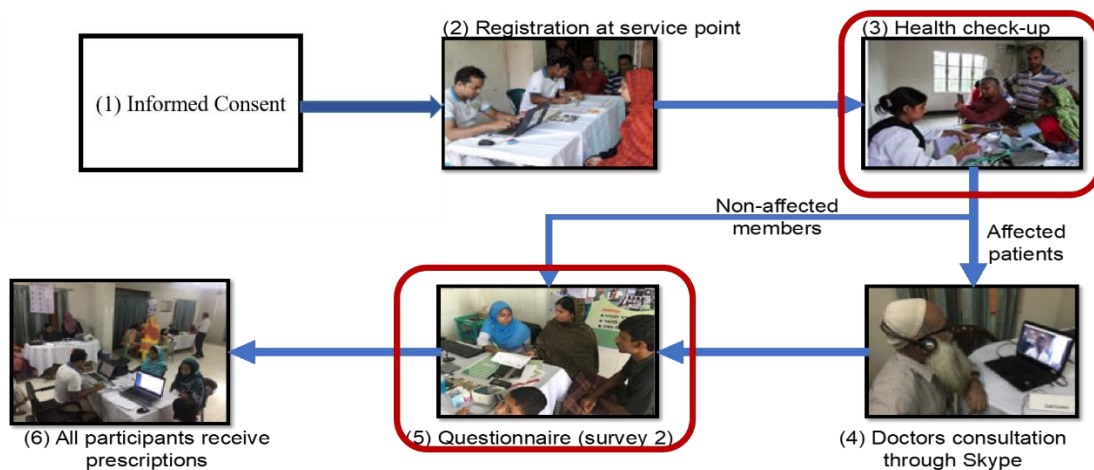 (2) Registration at service point
(3) Health check-up
(1) Informed Consent
Non-affected
members
Affected
patients
(6) All participants receive
prescriptions
(5) Questionnaire (survey 2)
(4) Doctors consultation
through Skype